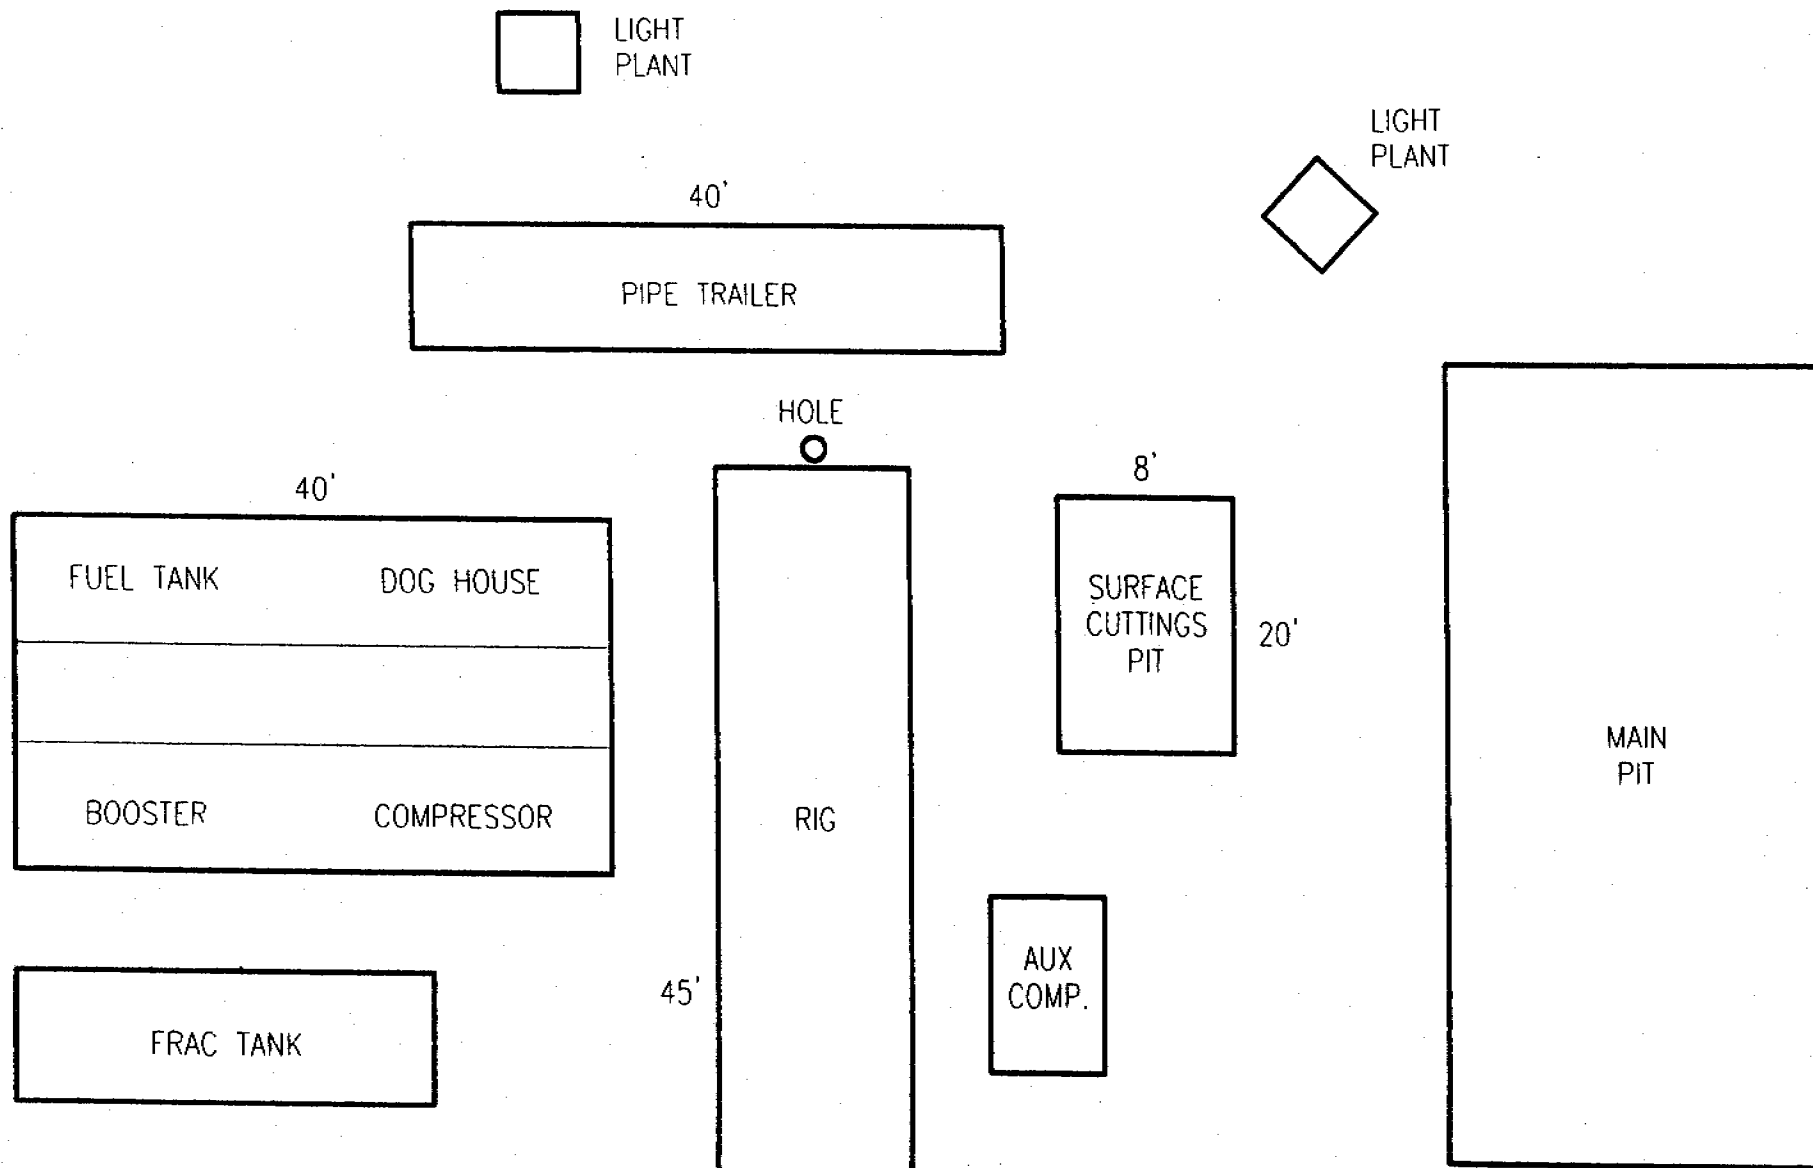 LIGHT
PLANT
LIGHT
PLANT
40'
PIPE TRAILER
HOLE
40'
8'
FUEL TANK
DOG HOUSE
SURFACE
CUTTINGS
PIT
20'
MAIN
PIT
BOOSTER
COMPRESSOR
RIG
AUX
COMP.
45'
FRAC TANK